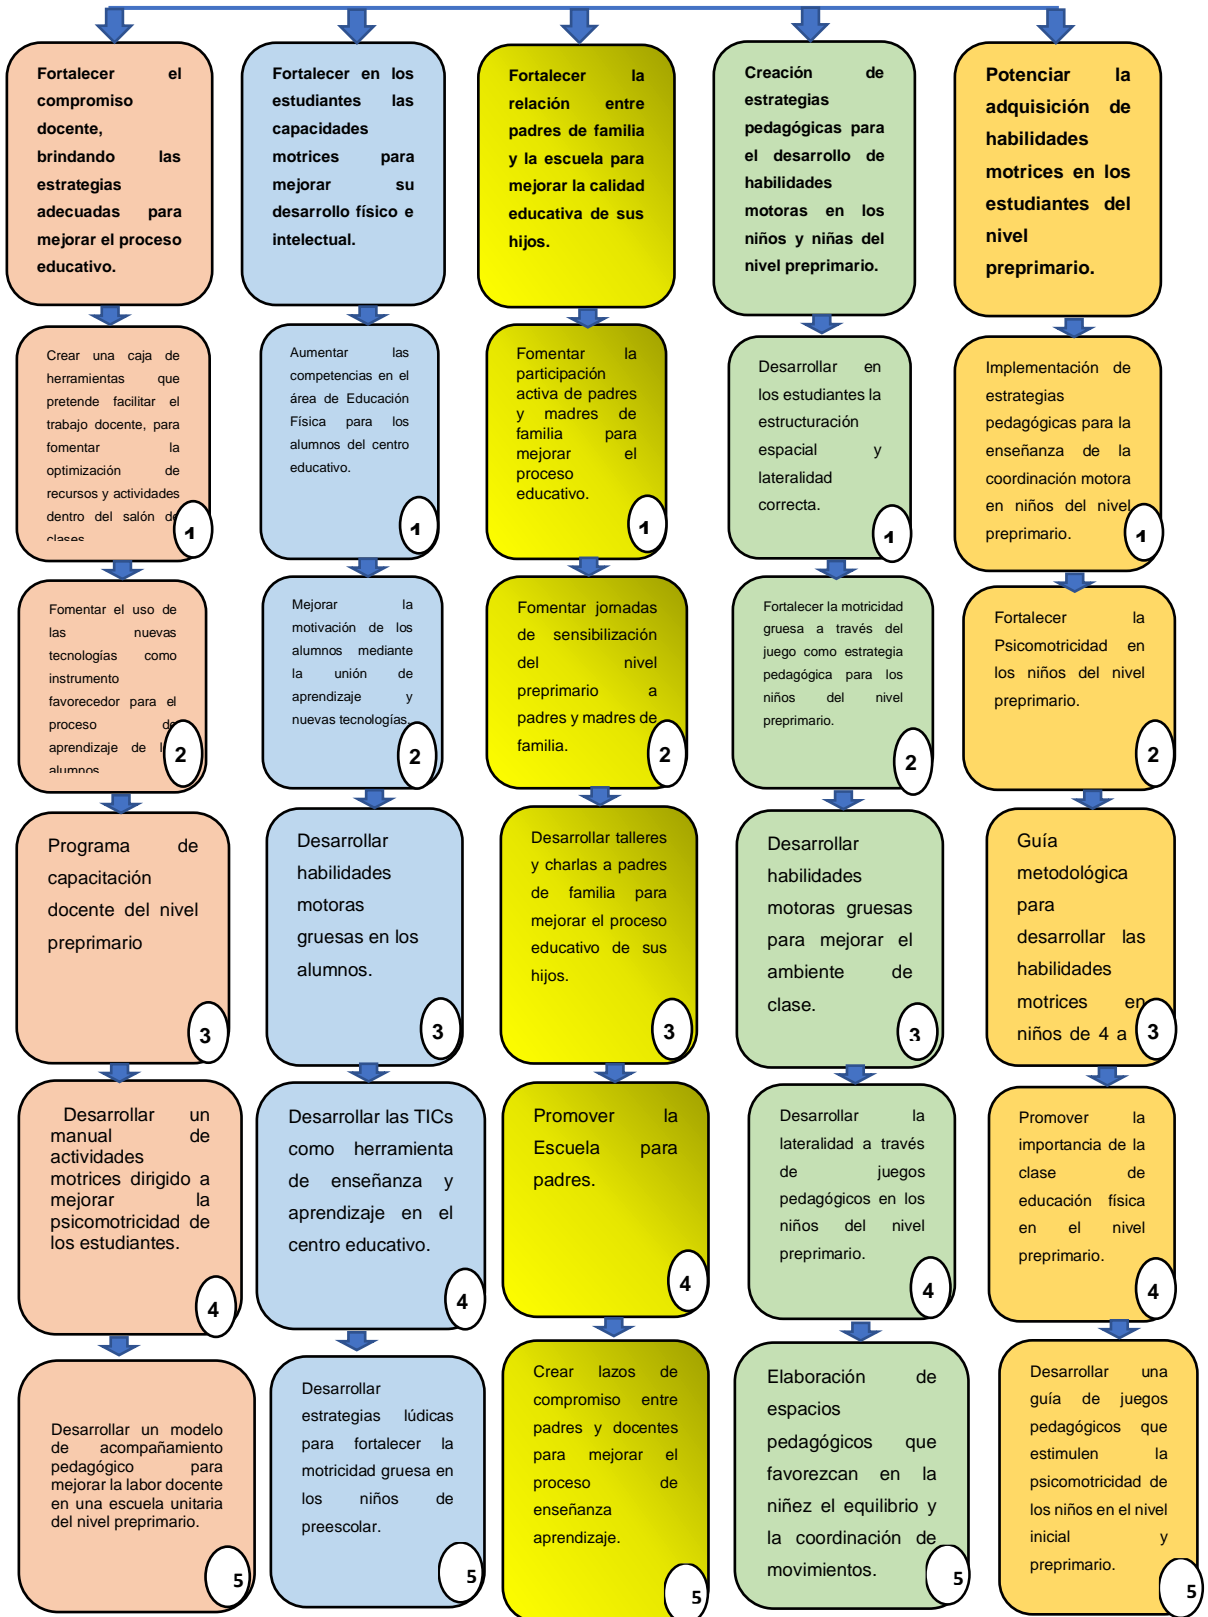 Fortalecer el
compromiso
docente,
brindando las
estrategias
adecuadas para
mejorar el proceso
educativo.
Fortalecer en los
estudiantes las
capacidades
motrices para
mejorar su
desarrollo físico e
intelectual.
Fortalecer la
relación entre
padres de familia
y la escuela para
mejorar la calidad
educativa de sus
hijos.
Creación de
estrategias
pedagógicas para
el desarrollo de
habilidades
motoras en los
niños y niñas del
nivel preprimario.
Potenciar la
adquisición de
habilidades
motrices en los
estudiantes del
nivel
preprimario.
Crear una caja de
herramientas que
pretende facilitar el
trabajo docente, para
fomentar la
optimización de
recursos y actividades
dentro del salón de
clases
1
Aumentar las
competencias en el
área de Educación
Física para los
alumnos del centro
educativo.
1
Fomentar la
participación
activa de padres
y madres de
familia para
mejorar el
proceso
educativo.
1
Desarrollar en
los estudiantes la
estructuración
espacial y
lateralidad
correcta.
1
Implementación de
estrategias
pedagógicas para la
enseñanza de la
coordinación motora
en niños del nivel
preprimario.
1
Fomentar el uso de
las nuevas
tecnologías como
instrumento
favorecedor para el
proceso de
aprendizaje de
alumnos
2
Mejorar la
motivación de los
alumnos mediante
la unión de
aprendizaje y
nuevas tecnologías.
2
Fomentar jornadas
de sensibilización
del nivel
preprimario a
padres y madres de
familia.
2
Fortalecer la motricidad
gruesa a través del
juego como estrategia
pedagógica para los
niños del nivel
preprimario.
2
Fortalecer la
Psicomotricidad en
los niños del nivel
preprimario.
2
Programa de
capacitación
docente del nivel
preprimario
3
Desarrollar
habilidades
motoras
gruesas en los
alumnos.
3
Desarrollar talleres
y charlas a padres
de familia para
mejorar el proceso
educativo de sus
hijos.
3
Desarrollar
habilidades
motoras gruesas
para mejorar el
ambiente de
clase.
3
Guía
metodológica
para
desarrollar las
habilidades
motrices en
niños de 4 a
3
Desarrollar un
manual de
actividades
motrices dirigido a
mejorar la
psicomotricidad de
los estudiantes.
4
Desarrollar las TICs
como herramienta
de enseñanza y
aprendizaje en el
centro educativo.
4
Promover la
Escuela para
padres.
4
Desarrollar la
lateralidad a través
de juegos
pedagógicos en los
niños del nivel
preprimario.
4
Promover la
importancia de la
clase de
educación física
en el nivel
preprimario.
4
Desarrollar un modelo
de acompañamiento
pedagógico para
mejorar la labor docente
en una escuela unitaria
del nivel preprimario.
5
Desarrollar
estrategias lúdicas
para fortalecer la
motricidad gruesa en
los niños de
preescolar.
5
Crear lazos de
compromiso entre
padres y docentes
para mejorar el
proceso de
enseñanza
aprendizaje.
5
Elaboración de
espacios
pedagógicos que
favorezcan en la
niñez el equilibrio y
la coordinación de
movimientos.
5
Desarrollar una
guía de juegos
pedagógicos que
estimulen la
psicomotricidad de
los niños en el nivel
inicial y
preprimario.
5